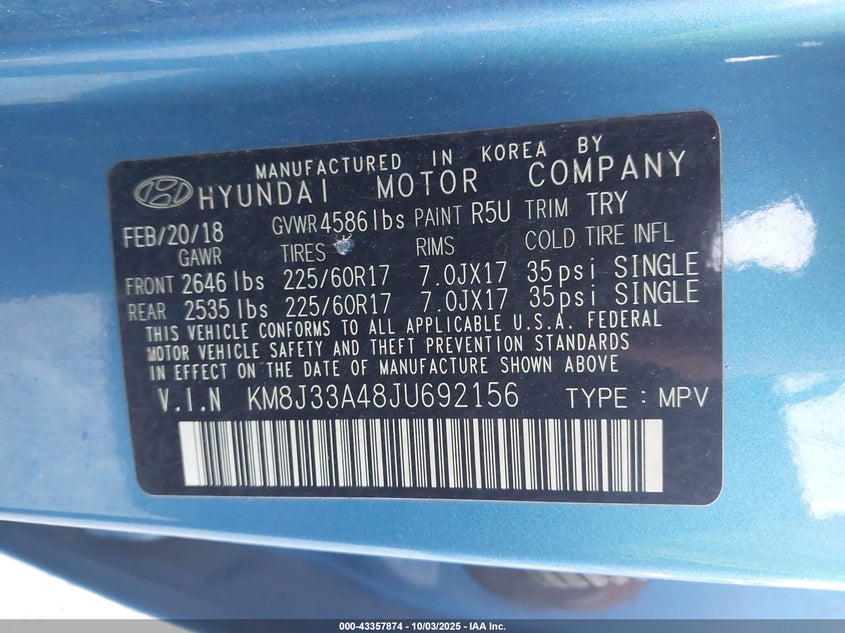 MANUFACTURED IN KOREA BY
HYUNDAI MOTOR COMPANY
FEB/20/18 GVWR 4586 lbs PAINT R5U TRIM TRY
GAWR TIRES RIMS COLD TIRE INFL
FRONT 2646 lbs 225/60R17 7.0JX17 35psi SINGLE
REAR 2535 lbs 225/60R17 7.0JX17 35psi SINGLE
THIS VEHICLE CONFORMS TO ALL APPLICABLE U.S.A. FEDERAL
MOTOR VEHICLE SAFETY AND THEFT PREVENTION STANDARDS
IN EFFECT ON THE DATE OF MANUFACTURE SHOWN ABOVE
V.I.N KM8J33A48JU692156 TYPE : MPV
000-43357874 - 10/03/2025 - IAA Inc.